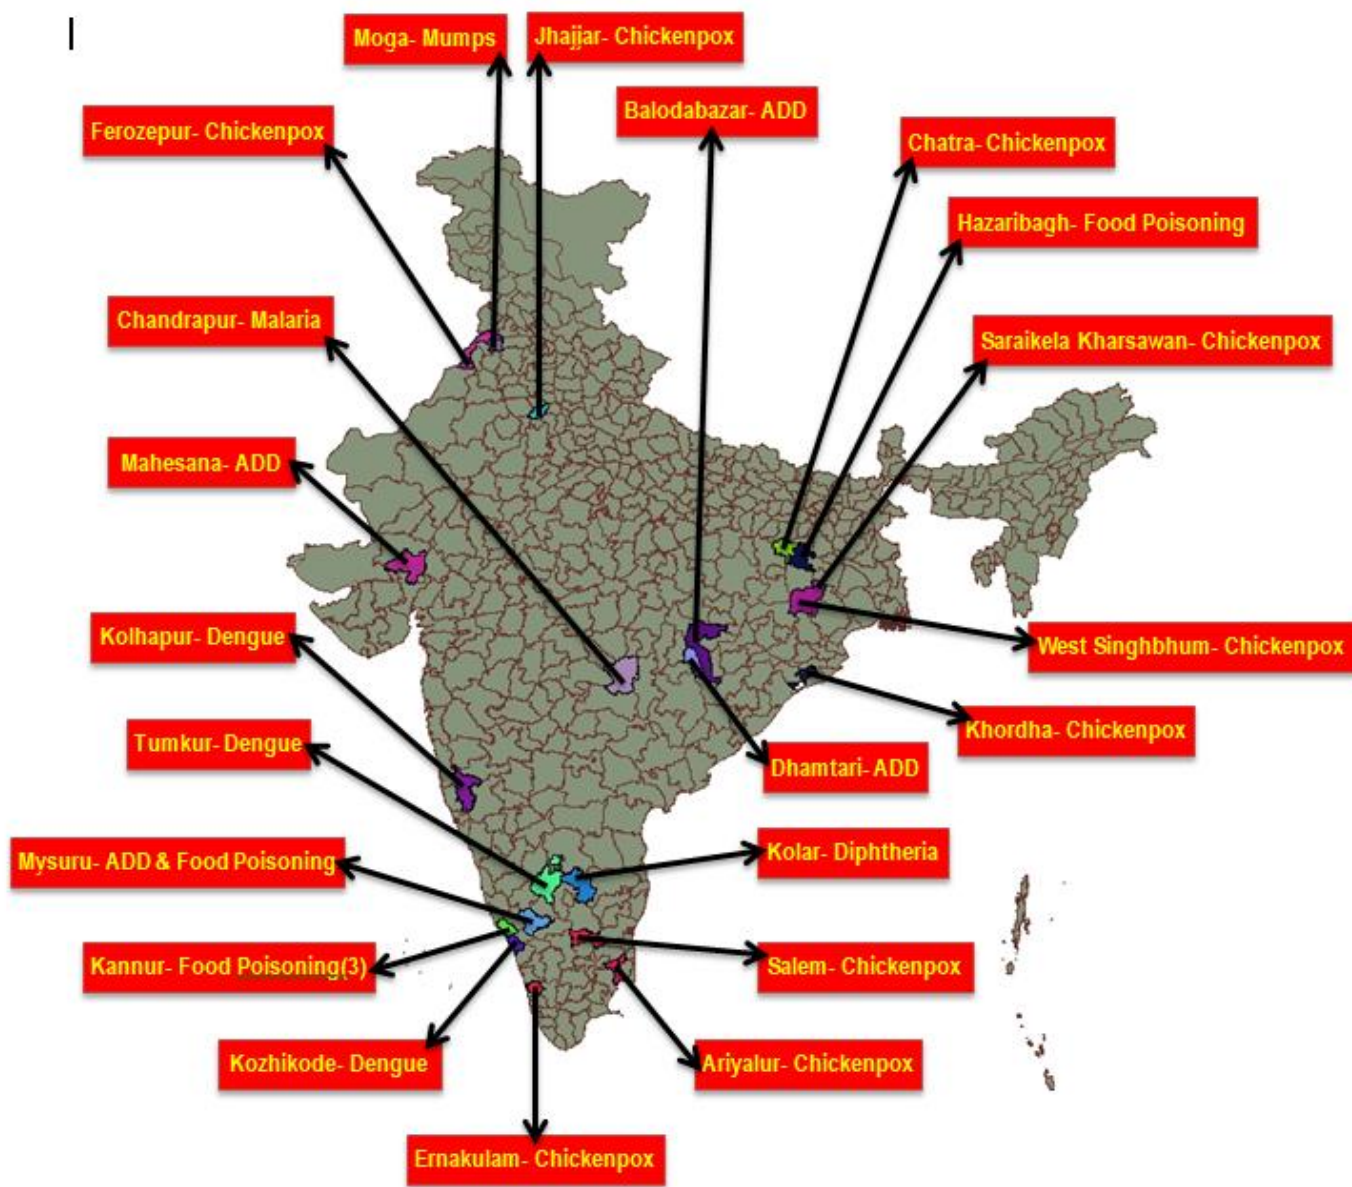 Moga- Mumps
Jhajjar- Chickenpox
Balodabazar- ADD
Ferozepur- Chickenpox
Chatra- Chickenpox
Hazaribagh- Food Poisoning
Chandrapur- Malaria
Saraikela Kharsawan- Chickenpox
Mahesana- ADD
Kolhapur- Dengue
West Singhbhum- Chickenpox
Khordha- Chickenpox
Tumkur- Dengue
Dhamtari- ADD
Mysuru- ADD & Food Poisoning
Kolar- Diphtheria
Kannur- Food Poisoning(3)
Salem- Chickenpox
Kozhikode- Dengue
Ariyalur- Chickenpox
Ernakulam- Chickenpox